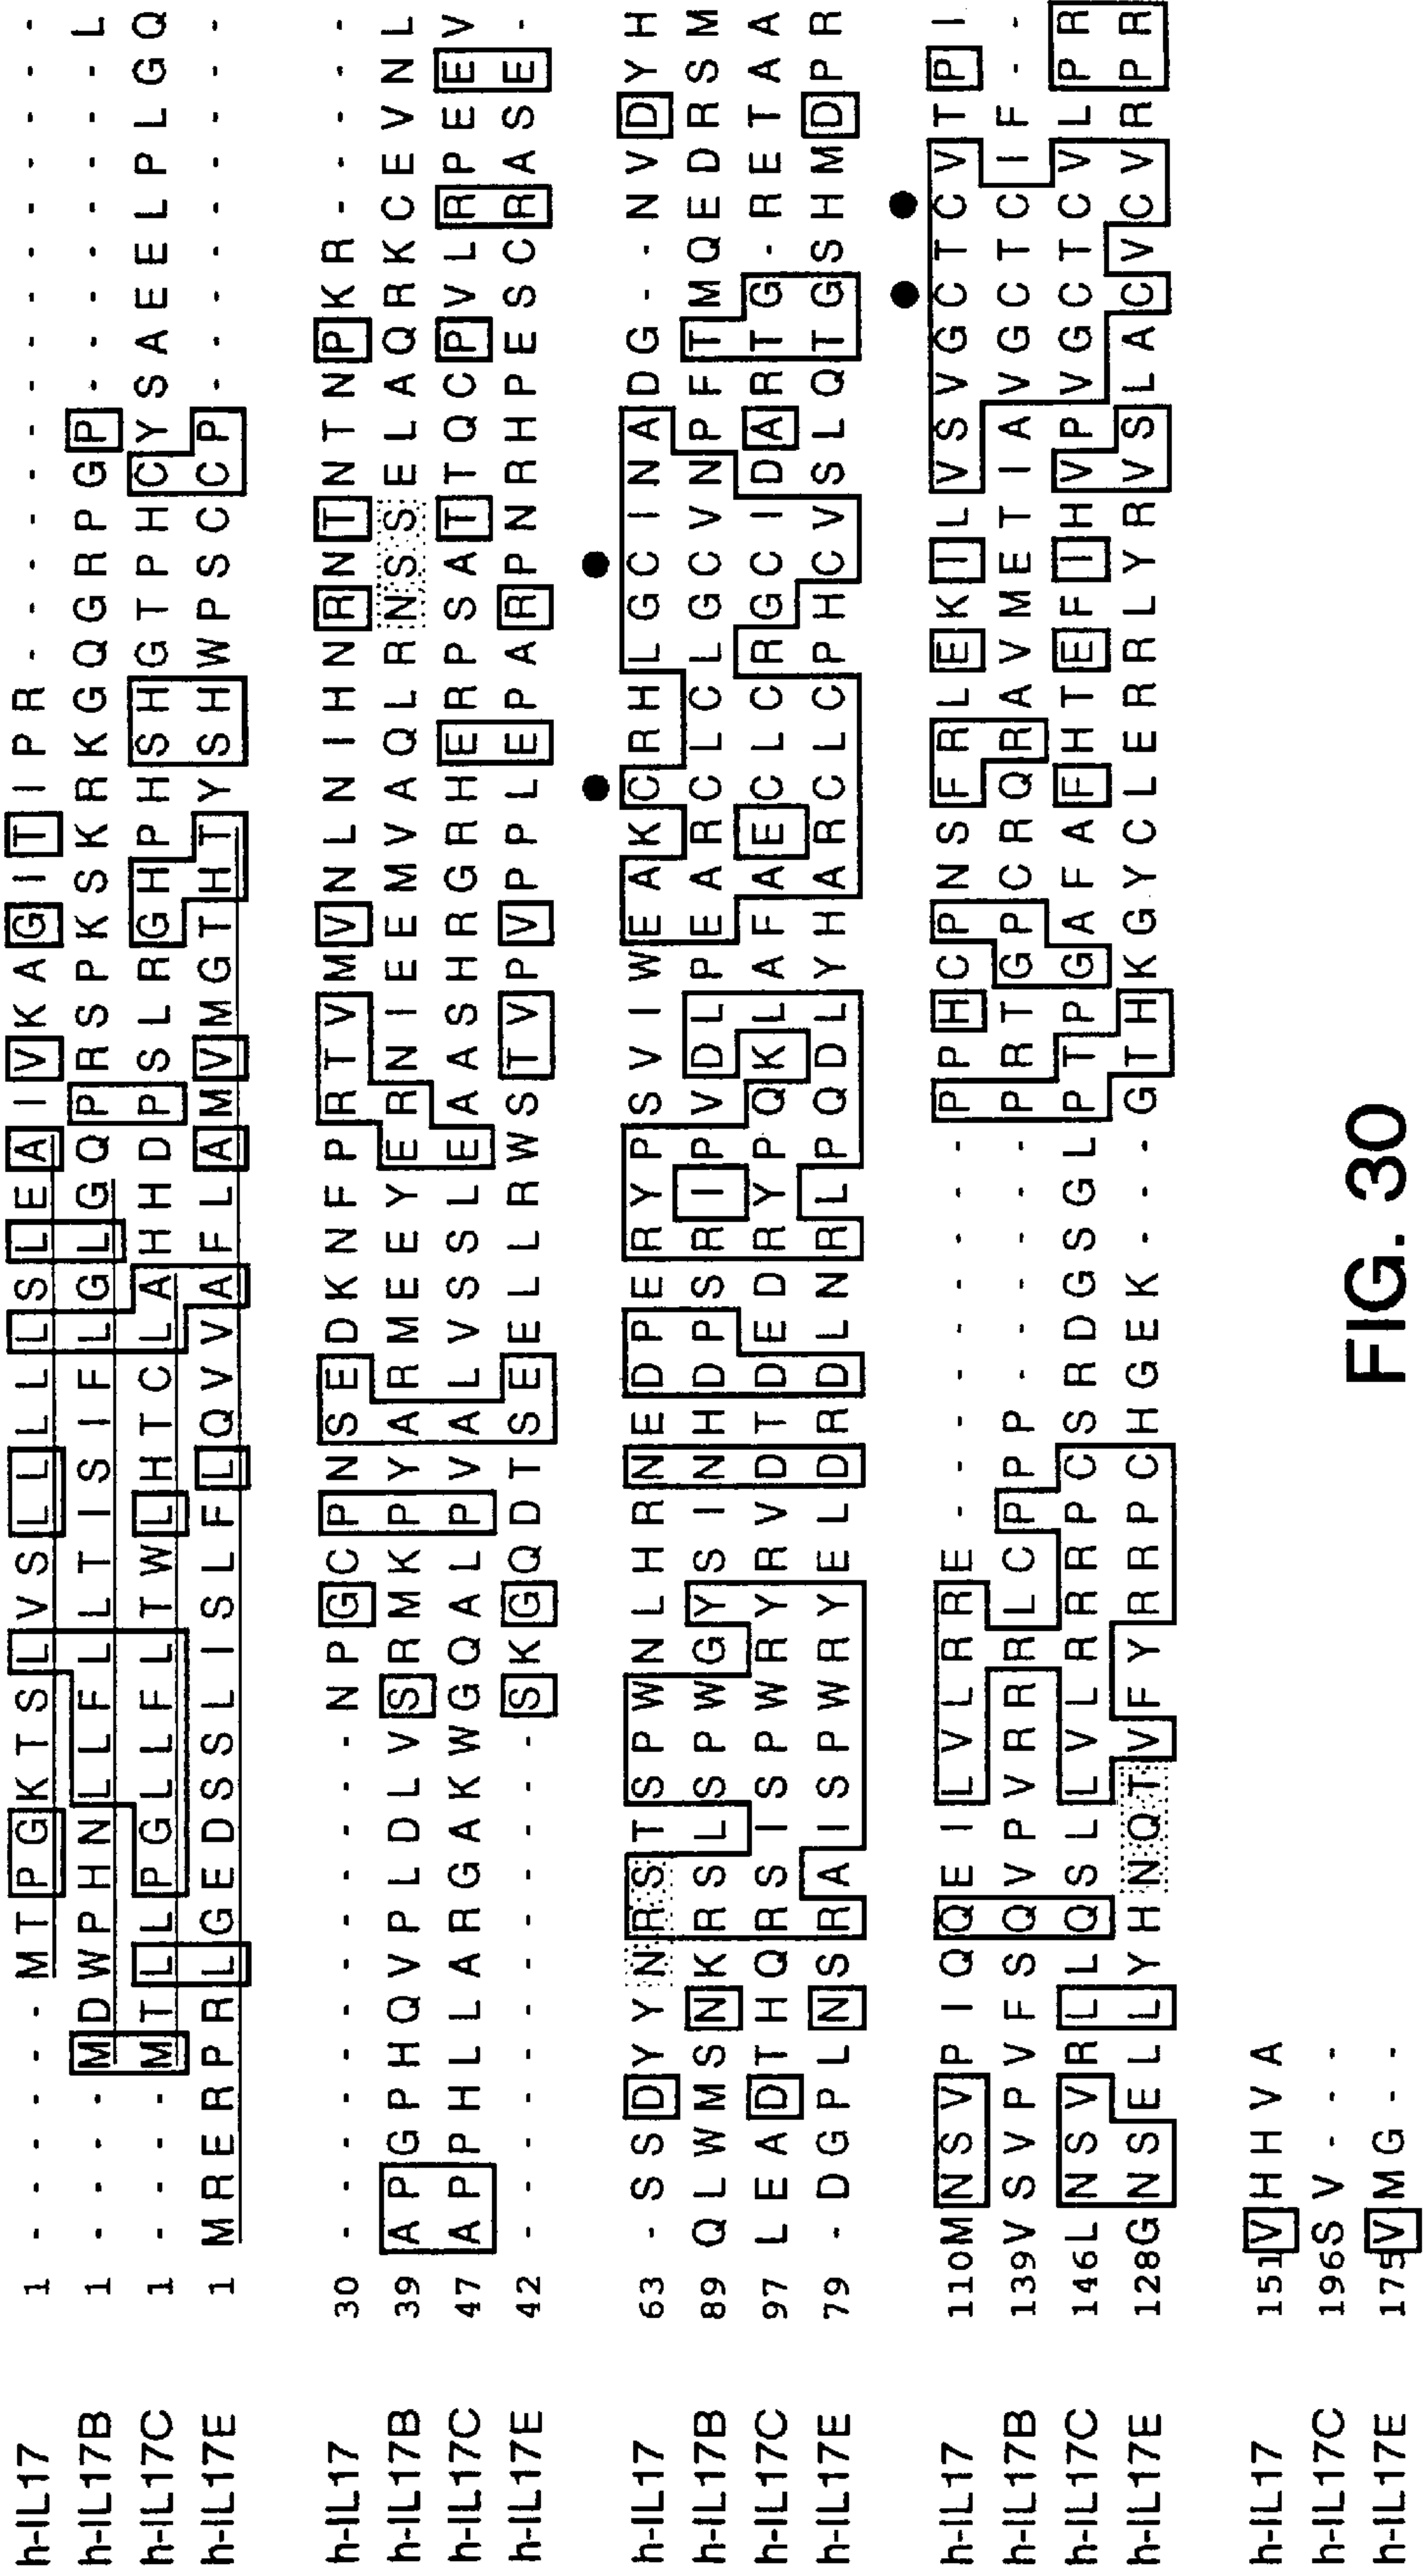 h-IL17 1 - - - - - - M T P G K T S L V S L L L L L S L E A I V K A G I T I P R - - - - - - - - - - - - - - -
h-IL17B 1 - - - - M D W P H N L L F L L T I S I F L G L G Q P R S P K S K R K G Q G R P G P - - - - - - - - L
h-IL17C 1 - - - - M T L L P G L L F L T W L H T C L A H H D P S L R G H P H S H G T P H C Y S A E E L P L G Q
h-IL17E 1 M R E R P R L G E D S S L I S L F L Q V V A F L A M V M G T H T Y S H W P S C C P - - - - - - - - -
h-IL17 30 - - - - - - - - - - - - N P G C P N S E D K N F P R T V M V N L N I H N R N T N T N P K R - - - - -
h-IL17B 39 A P G P H Q V P L D L V S R M K P Y A R M E E Y E R N I E E M V A Q L R N S S E L A Q R K C E V N L
h-IL17C 47 A P P H L L A R G A K W G Q A L P V A L V S S L E A A S H R G R H E R P S A T T Q C P V L R P E E V
h-IL17E 42 - - - - - - - - - - - - S K G Q D T S E E L L R W S T V P V P P L E P A R P N R H P E S C R A S E -
h-IL17 63 - S S D Y Y N R S T S P W N L H R N E D P E R Y P S V I W E A K C R H L G C I N A D G - - N V D Y H
h-IL17B 89 Q L W M S N K R S L S P W G Y S I N H D P S R I P V D L P E A R C L C L G C V N P F T M Q E D R S M
h-IL17C 97 L E A D T H Q R S I S P W R Y R V D T D E D R Y P Q K L A F A E C L C R G C I D A R T G - R E T A A
h-IL17E 79 - D G P L N S R A I S P W R Y E L D R D L N R L P Q D L Y H A R C L C P H C V S L Q T G S H M D P R
h-IL17 110 M N S V P I Q Q E I L V L R R E - - - - - - - - - P P H C P N S F R L E K I L V S V G C T C V T P I
h-IL17B 139 V S V P V F S Q V P V R R R L C P P P - - - - - - P R T G P C R Q R A V M E T I A V G C T C I F - -
h-IL17C 146 L N S V R L L Q S L L V L R R R P C S R D G S G L P T P G A F A F H T E F I H V P V G C T C V L P R
h-IL17E 128 G N S E L L Y H N Q T V F Y R R P C H G E K - - - G T H K G Y C L E R R L Y R V S L A C V C V R P R
h-IL17 151 V H H V A
h-IL17C 196 S V - - -
h-IL17E 175 V M G - -
FIG. 30